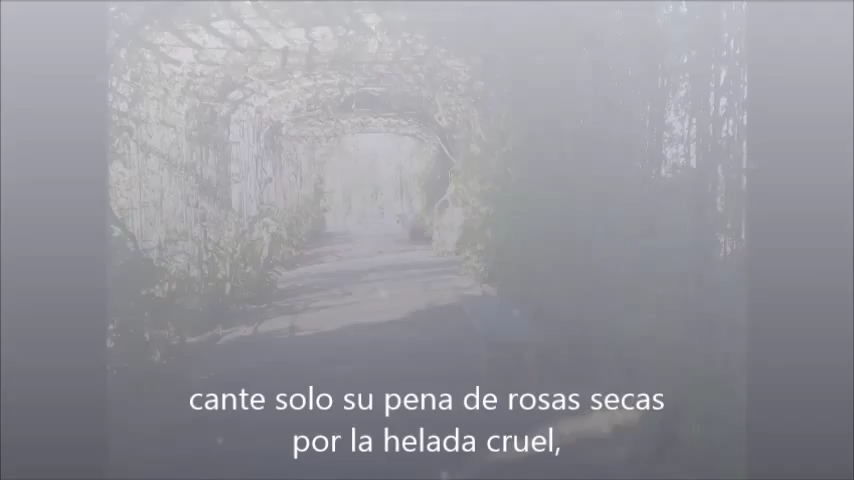 cante solo su pena de rosas secas
por la helada cruel,